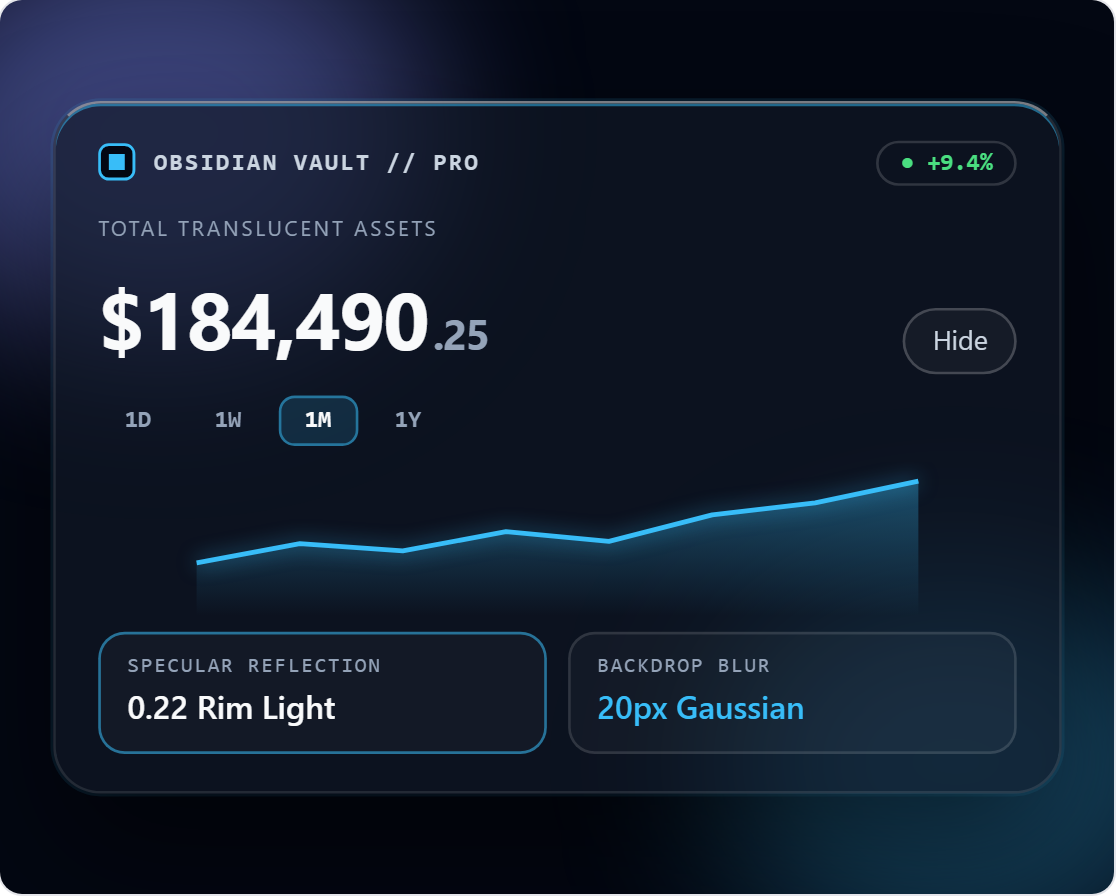 OBSIDIAN VAULT // PRO
+9.4%
TOTAL TRANSLUCENT ASSETS
$184,490.25
Hide
1D 1W 1M 1Y
SPECULAR REFLECTION
0.22 Rim Light
BACKDROP BLUR
20px Gaussian